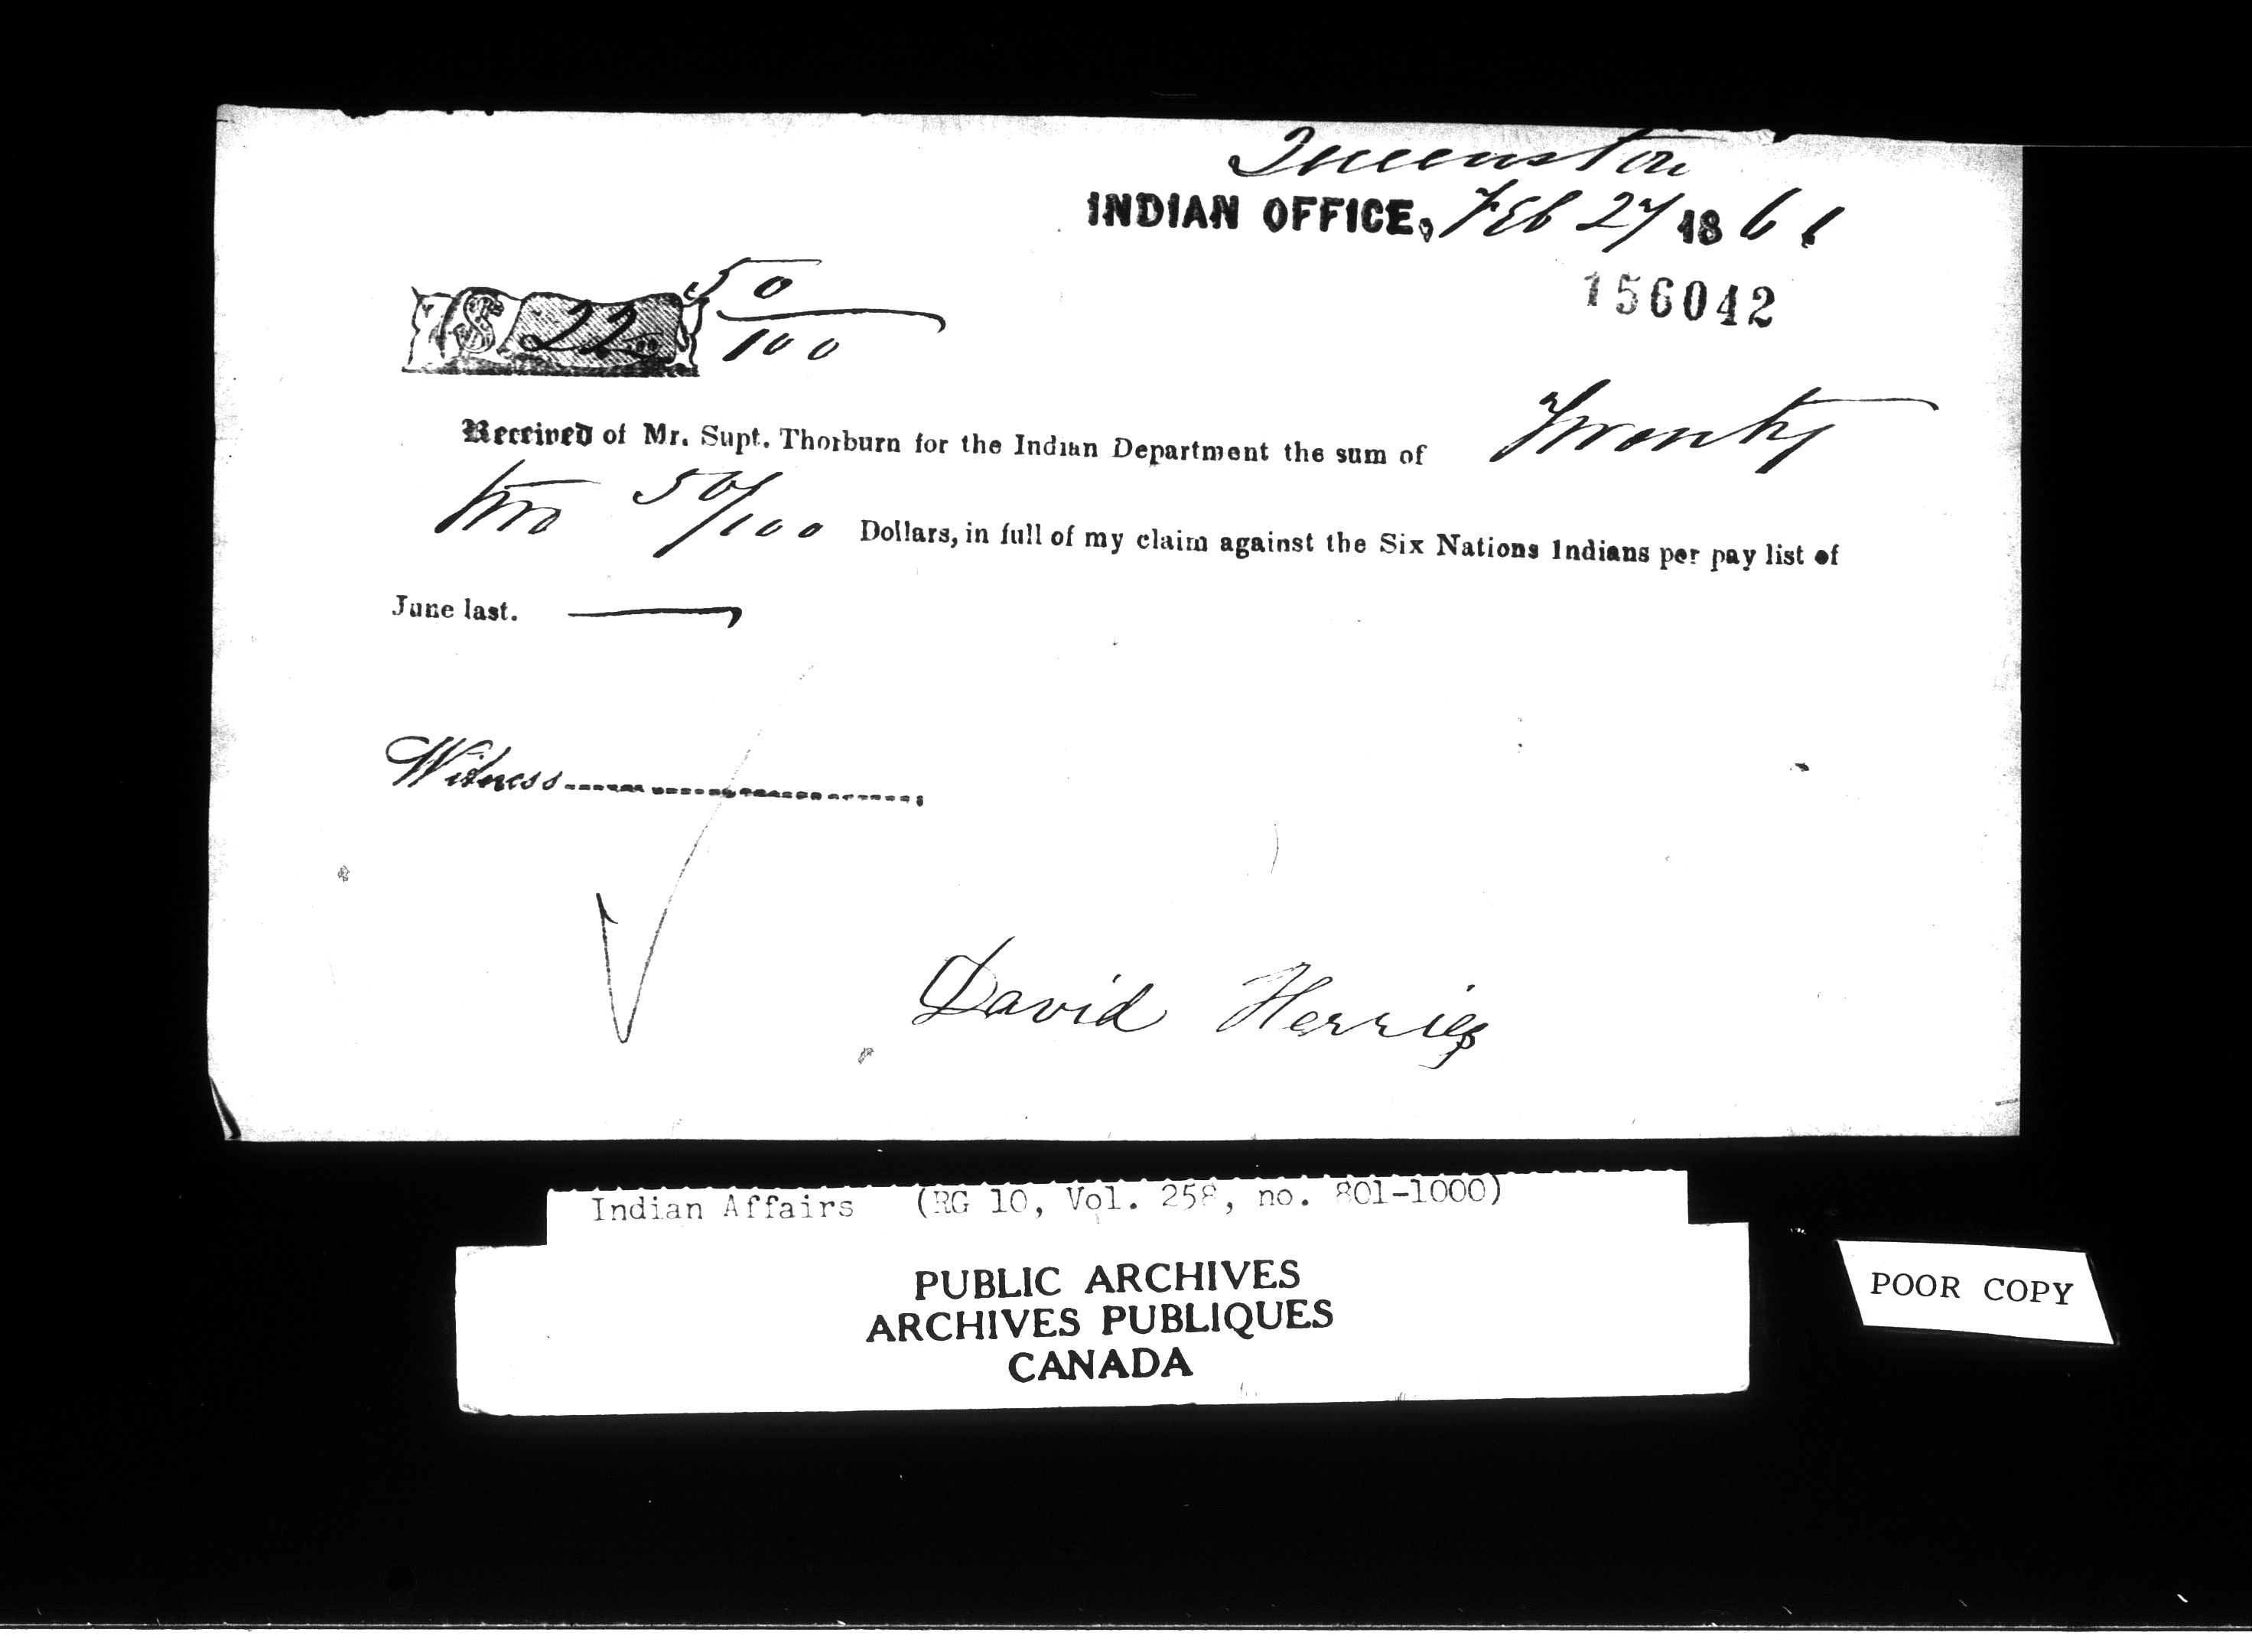 Queenston
INDIAN OFFICE, Feb 27 1861
156042
$ 22 50/100
Received of Mr. Supt. Thorburn for the Indian Department the sum of Twenty
two 50/100 Dollars, in full of my claim against the Six Nations Indians per pay list of
June last.
Witness
David
Indian Affairs (RG 10, Vol. 258, no. 801-1000)
PUBLIC ARCHIVES
ARCHIVES PUBLIQUES
CANADA
POOR COPY